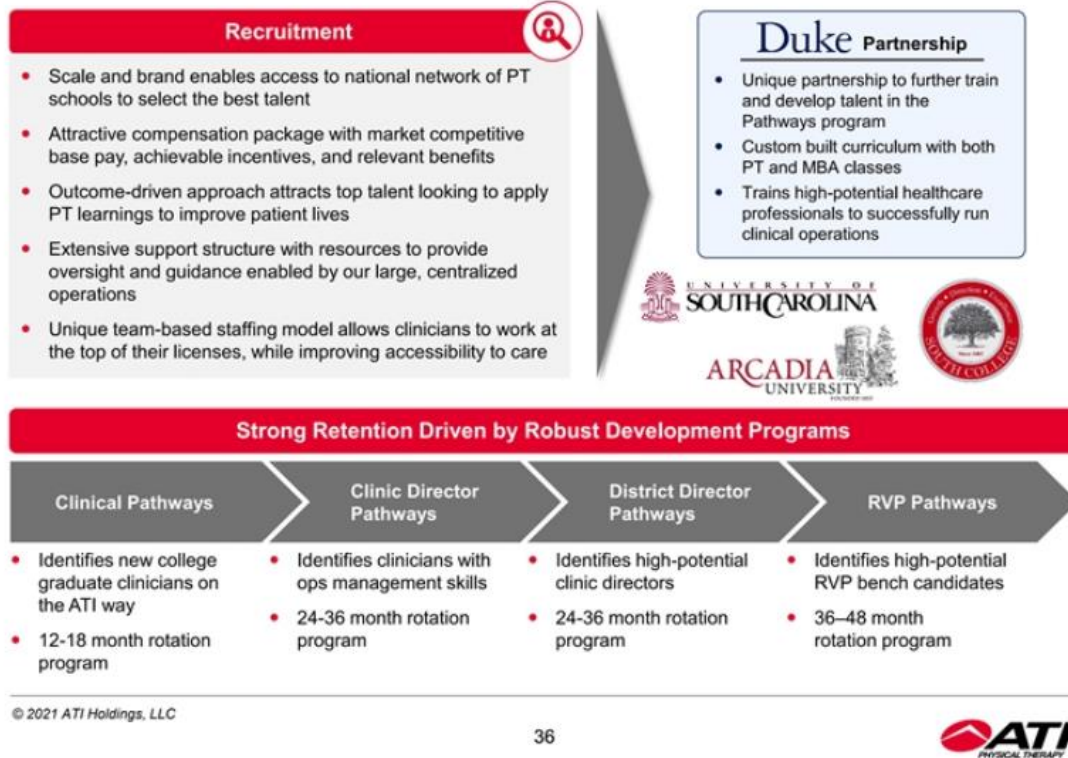 Recruitment
• Scale and brand enables access to national network of PT
schools to select the best talent
• Attractive compensation package with market competitive
base pay, achievable incentives, and relevant benefits
• Outcome-driven approach attracts top talent looking to apply
PT learnings to improve patient lives
• Extensive support structure with resources to provide
oversight and guidance enabled by our large, centralized
operations
• Unique team-based staffing model allows clinicians to work at
the top of their licenses, while improving accessibility to care
Duke Partnership
• Unique partnership to further train
and develop talent in the
Pathways program
• Custom built curriculum with both
PT and MBA classes
• Trains high-potential healthcare
professionals to successfully run
clinical operations
UNIVERSITY OF
SOUTH CAROLINA
ARCADIA
UNIVERSITY
SOUTH COLLEGE
Strong Retention Driven by Robust Development Programs
Clinical Pathways
• Identifies new college
graduate clinicians on
the ATI way
• 12-18 month rotation
program
Clinic Director
Pathways
• Identifies clinicians with
ops management skills
• 24-36 month rotation
program
District Director
Pathways
• Identifies high-potential
clinic directors
• 24-36 month rotation
program
RVP Pathways
• Identifies high-potential
RVP bench candidates
• 36–48 month
rotation program
© 2021 ATI Holdings, LLC
36
ATI
PHYSICAL THERAPY